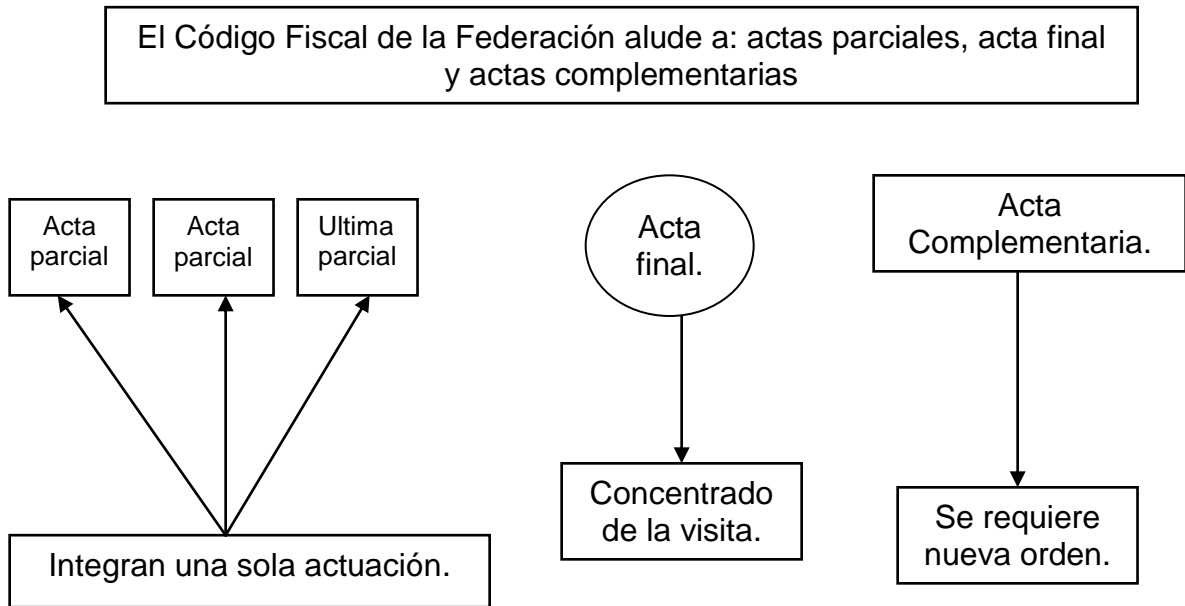 El Código Fiscal de la Federación alude a: actas parciales, acta final
y actas complementarias
Acta
parcial
Acta
parcial
Ultima
parcial
Acta
final.
Acta
Complementaria.
Concentrado
de la visita.
Se requiere
nueva orden.
Integran una sola actuación.